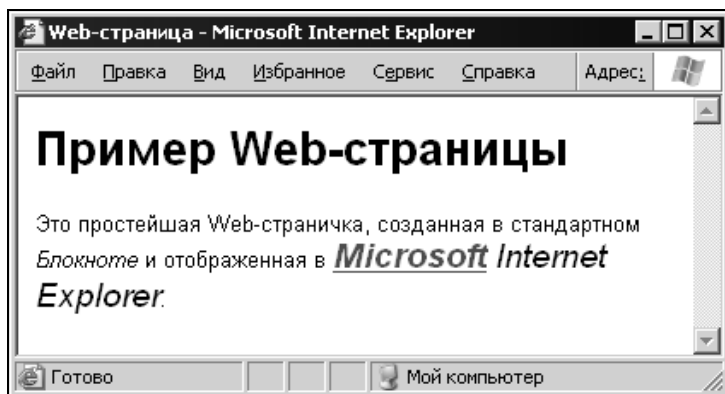 Web-страница - Microsoft Internet Explorer
Файл Правка Вид Избранное Сервис Справка Адрес:
Пример Web-страницы
Это простейшая Web-страничка, созданная в стандартном
Блокноте и отображенная в Microsoft Internet
Explorer.
Готово Мой компьютер